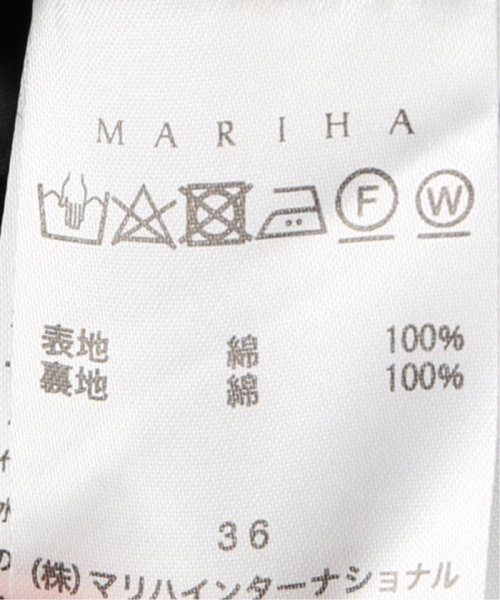 MARIHA
F W
表地 綿 100%
裏地 綿 100%
36
(株)マリハインターナショナル